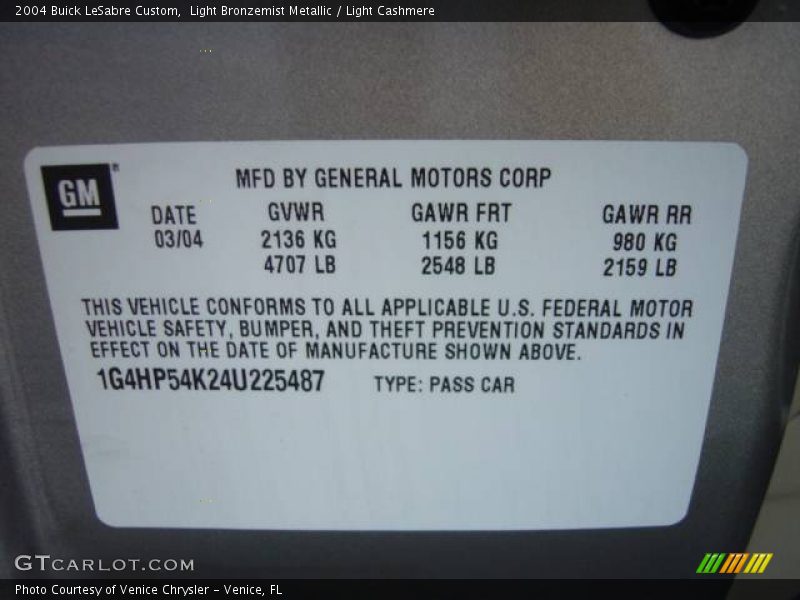 2004 Buick LeSabre Custom,  Light Bronzemist Metallic / Light Cashmere
GM®
MFD BY GENERAL MOTORS CORP
DATE GVWR GAWR FRT GAWR RR
03/04 2136 KG 1156 KG 980 KG
4707 LB 2548 LB 2159 LB
THIS VEHICLE CONFORMS TO ALL APPLICABLE U.S. FEDERAL MOTOR
VEHICLE SAFETY, BUMPER, AND THEFT PREVENTION STANDARDS IN
EFFECT ON THE DATE OF MANUFACTURE SHOWN ABOVE.
1G4HP54K24U225487 TYPE: PASS CAR
GTCARLOT.COM
Photo Courtesy of Venice Chrysler – Venice, FL